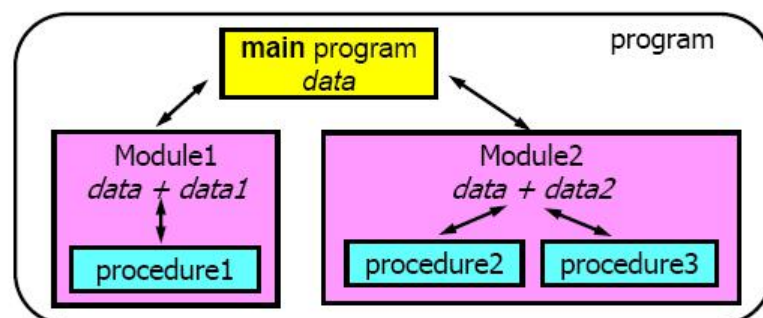 program
main program
data
Module1
data + data1
procedure1
Module2
data + data2
procedure2
procedure3